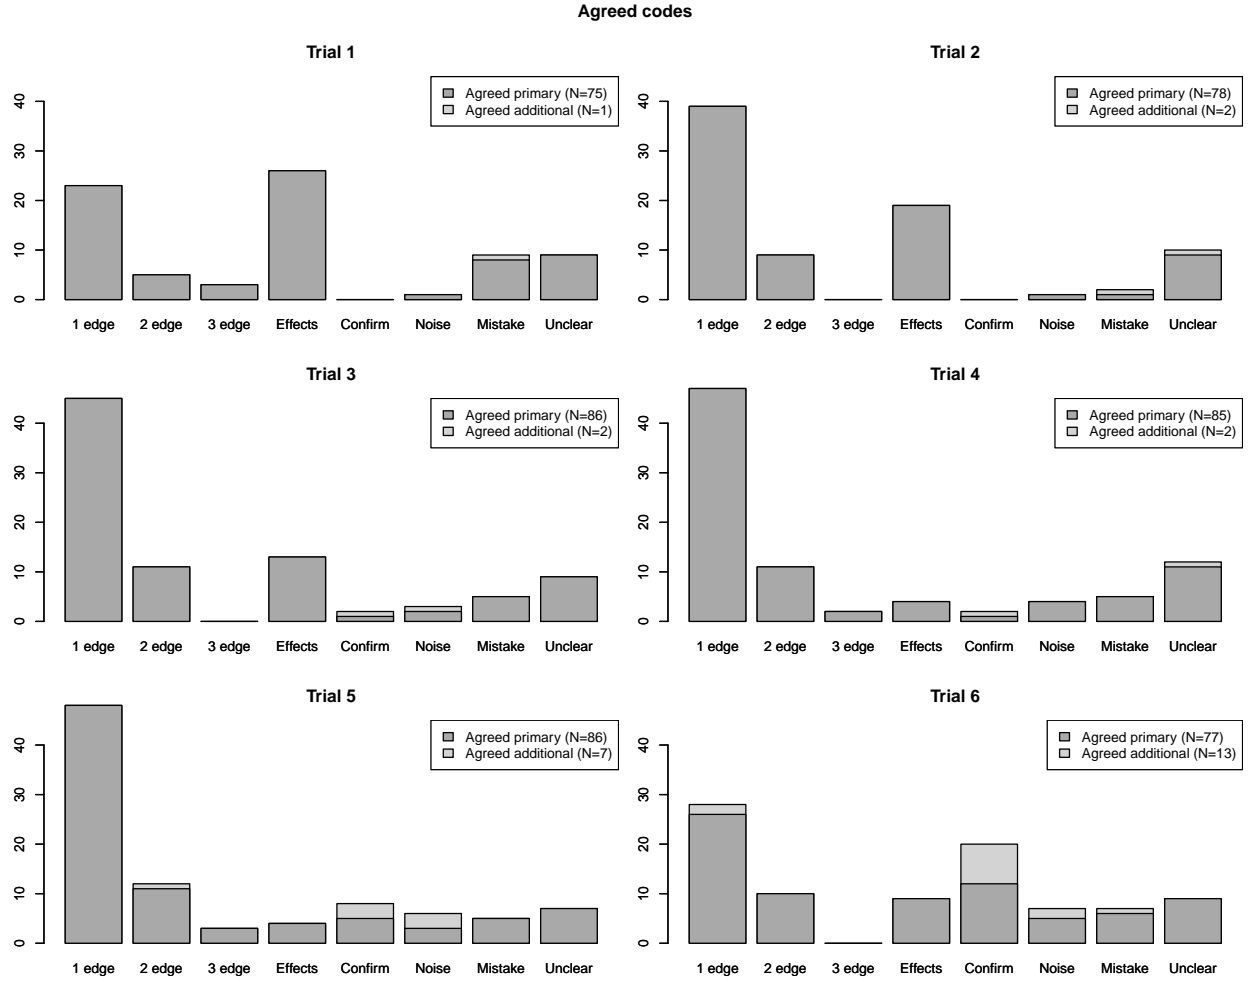 Agreed codes
Trial 1
Agreed primary (N=75)
Agreed additional (N=1)
0 10 20 30 40
1 edge 2 edge 3 edge Effects Confirm Noise Mistake Unclear
Trial 2
Agreed primary (N=78)
Agreed additional (N=2)
0 10 20 30 40
1 edge 2 edge 3 edge Effects Confirm Noise Mistake Unclear
Trial 3
Agreed primary (N=86)
Agreed additional (N=2)
0 10 20 30 40
1 edge 2 edge 3 edge Effects Confirm Noise Mistake Unclear
Trial 4
Agreed primary (N=85)
Agreed additional (N=2)
0 10 20 30 40
1 edge 2 edge 3 edge Effects Confirm Noise Mistake Unclear
Trial 5
Agreed primary (N=86)
Agreed additional (N=7)
0 10 20 30 40
1 edge 2 edge 3 edge Effects Confirm Noise Mistake Unclear
Trial 6
Agreed primary (N=77)
Agreed additional (N=13)
0 10 20 30 40
1 edge 2 edge 3 edge Effects Confirm Noise Mistake Unclear